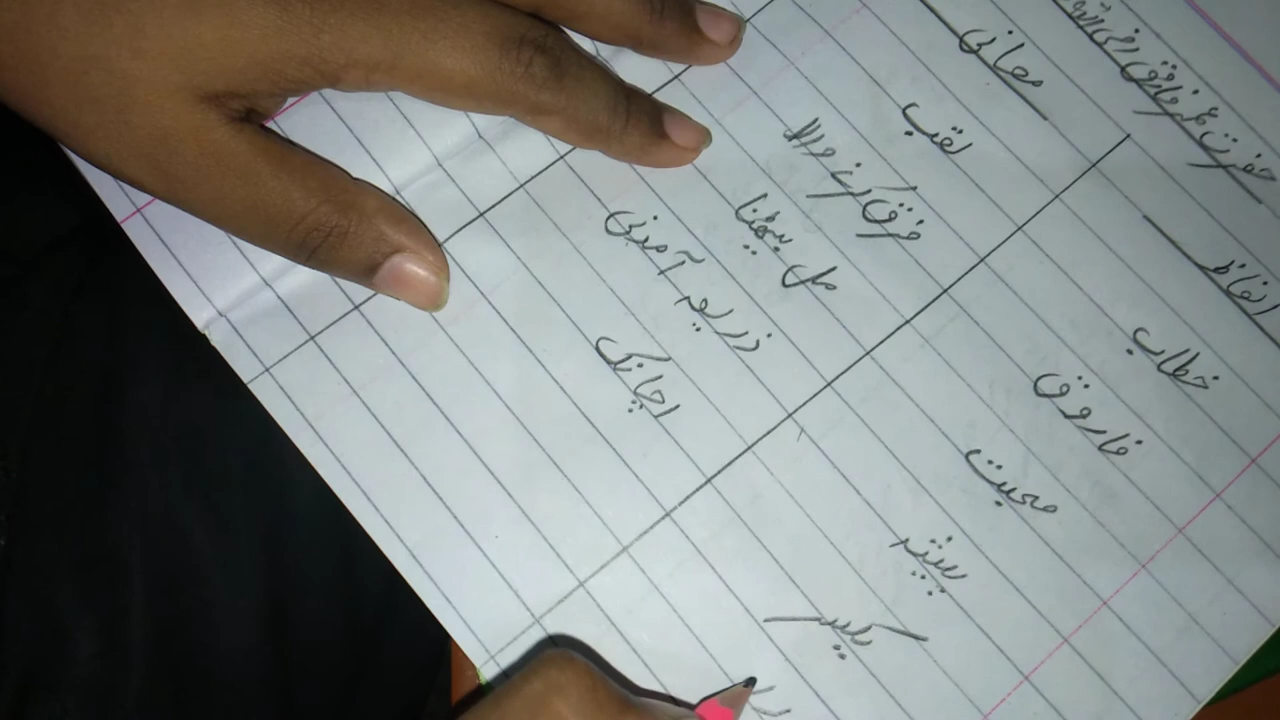 حضرت عمر فاروق رضی اللہ
الفاظ معانی
خطاب لقب
فاروق فرق کرنے والا
صحبت مل بیٹھنا
پیشہ ذریعہ آمدنی
اچانک